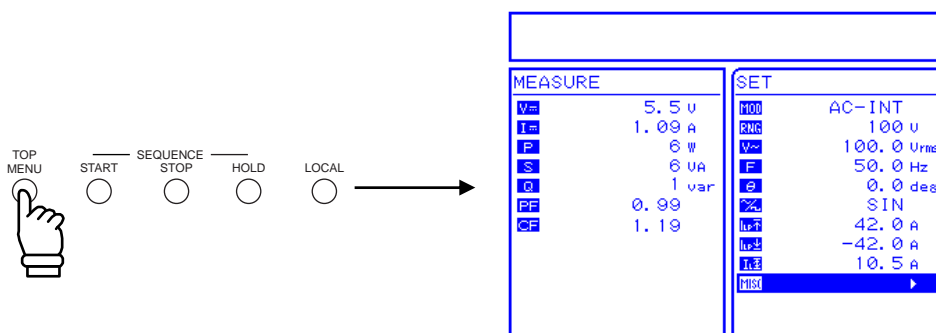 TOP
MENU
SEQUENCE
START
STOP
HOLD
LOCAL
MEASURE
V= 5.5 V
I= 1.09 A
P 6 W
S 6 VA
Q 1 var
PF 0.99
CF 1.19
SET
MOD AC-INT
RNG 100 V
V~ 100.0 Vrms
F 50.0 Hz
θ 0.0 deg
SIN
42.0 A
-42.0 A
10.5 A
MISC